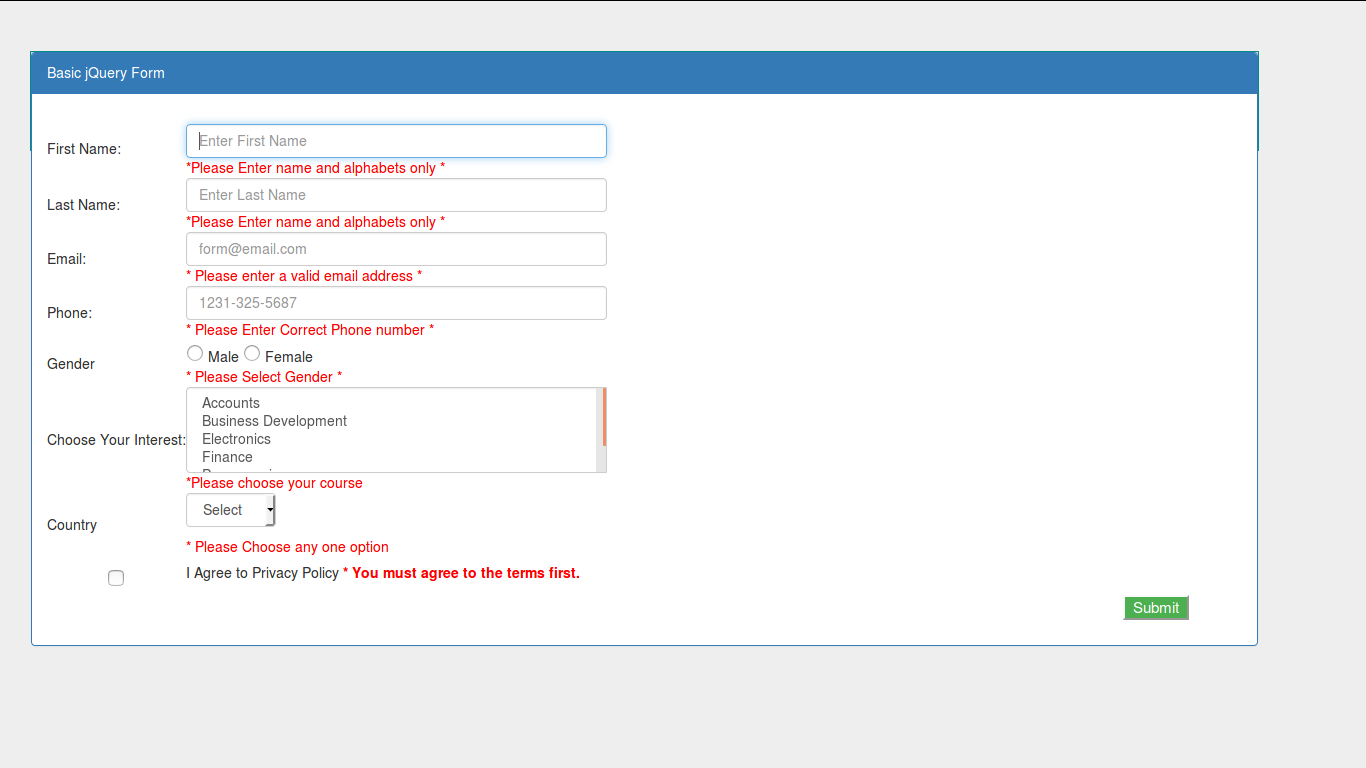 Basic jQuery Form
First Name: Enter First Name
*Please Enter name and alphabets only *
Last Name: Enter Last Name
*Please Enter name and alphabets only *
Email: form@email.com
* Please enter a valid email address *
Phone: 1231-325-5687
* Please Enter Correct Phone number *
Gender Male Female
* Please Select Gender *
Choose Your Interest:
Accounts
Business Development
Electronics
Finance
*Please choose your course
Country Select
* Please Choose any one option
I Agree to Privacy Policy * You must agree to the terms first.
Submit